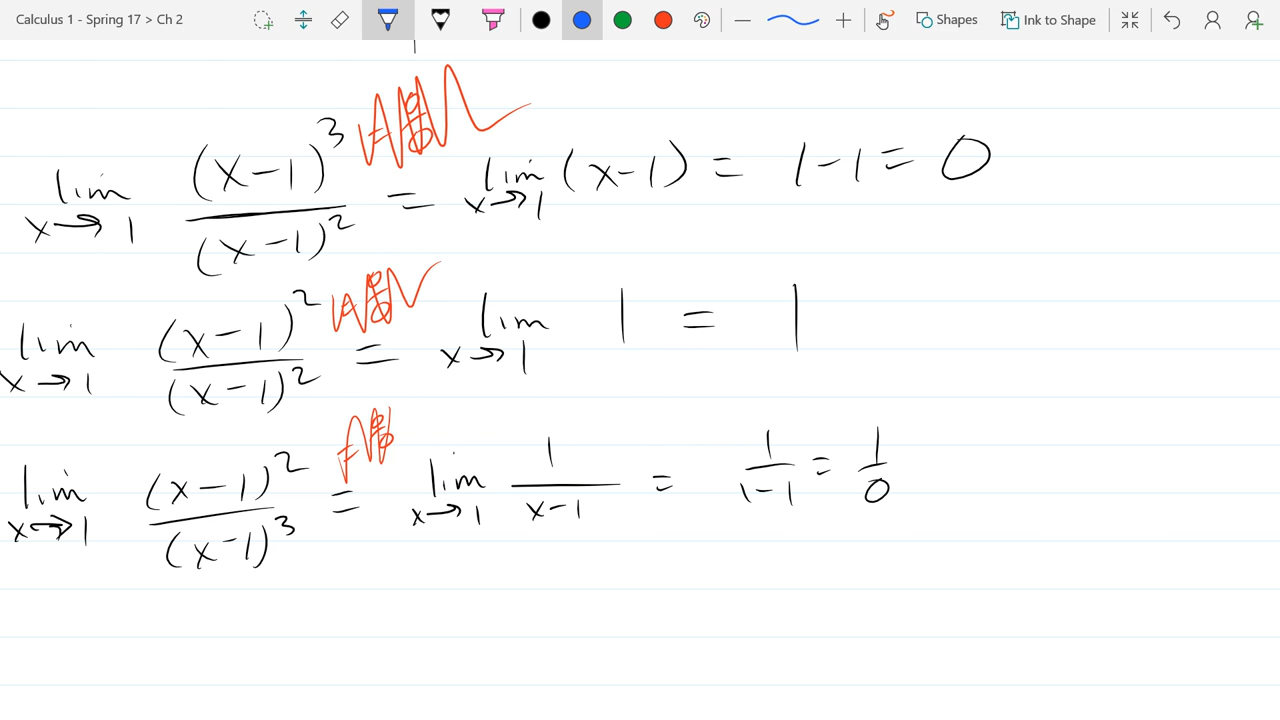 Calculus 1 - Spring 17 > Ch 2
Shapes
Ink to Shape
lim x→1 (x-1)^3/(x-1)^2 = lim x→1 (x-1) = 1-1 = 0
lim x→1 (x-1)^2/(x-1)^2 = lim x→1 1 = 1
lim x→1 (x-1)^2/(x-1)^3 = lim x→1 1/(x-1) = 1/(1-1) = 1/0